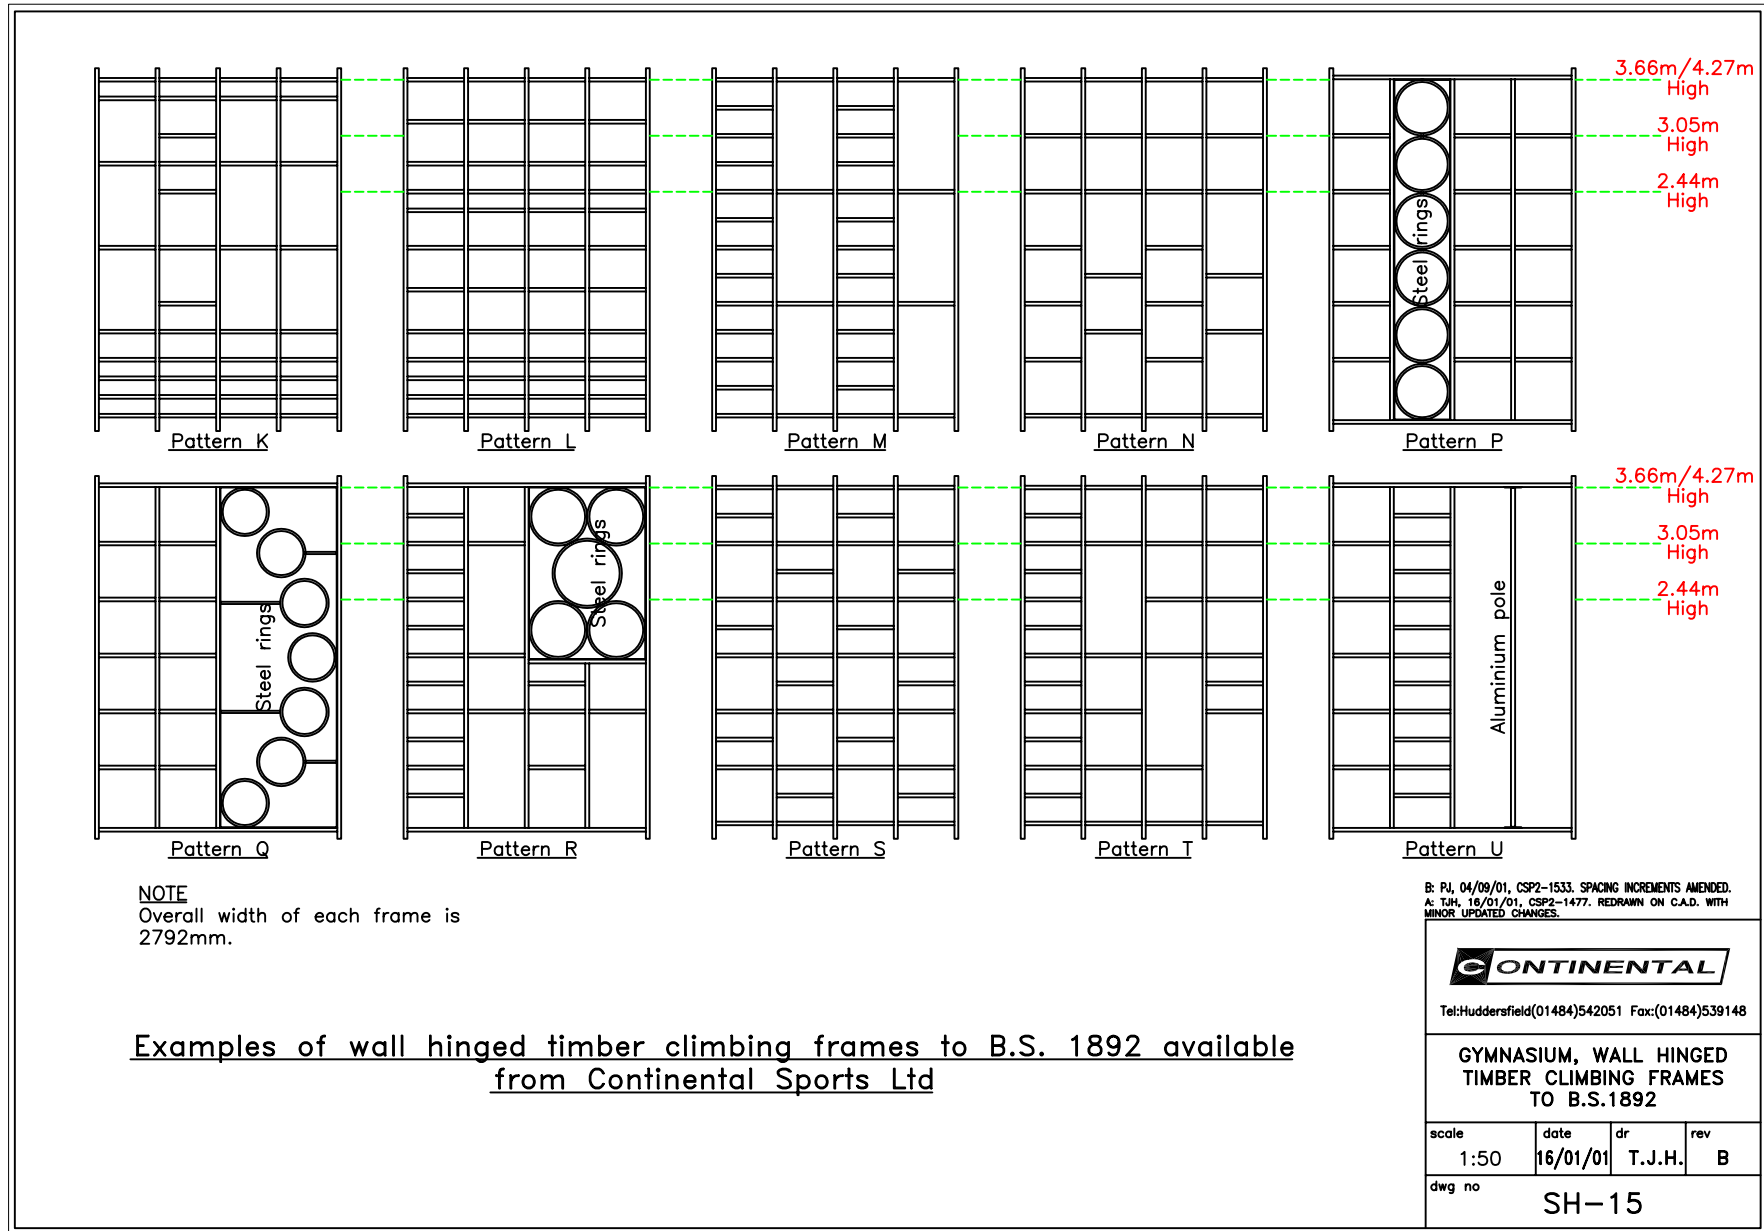 3.66m/4.27m
High
3.05m
High
2.44m
High
Steel rings
Pattern K
Pattern L
Pattern M
Pattern N
Pattern P
3.66m/4.27m
High
3.05m
High
2.44m
High
Steel rings
Steel rings
Aluminium pole
Pattern Q
Pattern R
Pattern S
Pattern T
Pattern U
NOTE
Overall width of each frame is
2792mm.
B: PJ, 04/09/01, CSP2-1533. SPACING INCREMENTS AMENDED.
A: TJH, 16/01/01, CSP2-1477. REDRAWN ON C.A.D. WITH
MINOR UPDATED CHANGES.
CONTINENTAL
Tel:Huddersfield(01484)542051 Fax:(01484)539148
Examples of wall hinged timber climbing frames to B.S. 1892 available
from Continental Sports Ltd
GYMNASIUM, WALL HINGED
TIMBER CLIMBING FRAMES
TO B.S.1892
scale date dr rev
1:50 16/01/01 T.J.H. B
dwg no
SH-15